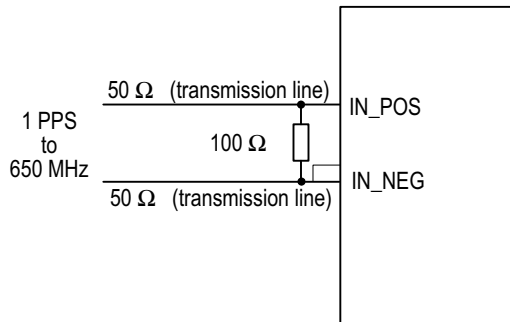 50 Ω (transmission line)
IN_POS
1 PPS
to
650 MHz
100 Ω
IN_NEG
50 Ω (transmission line)